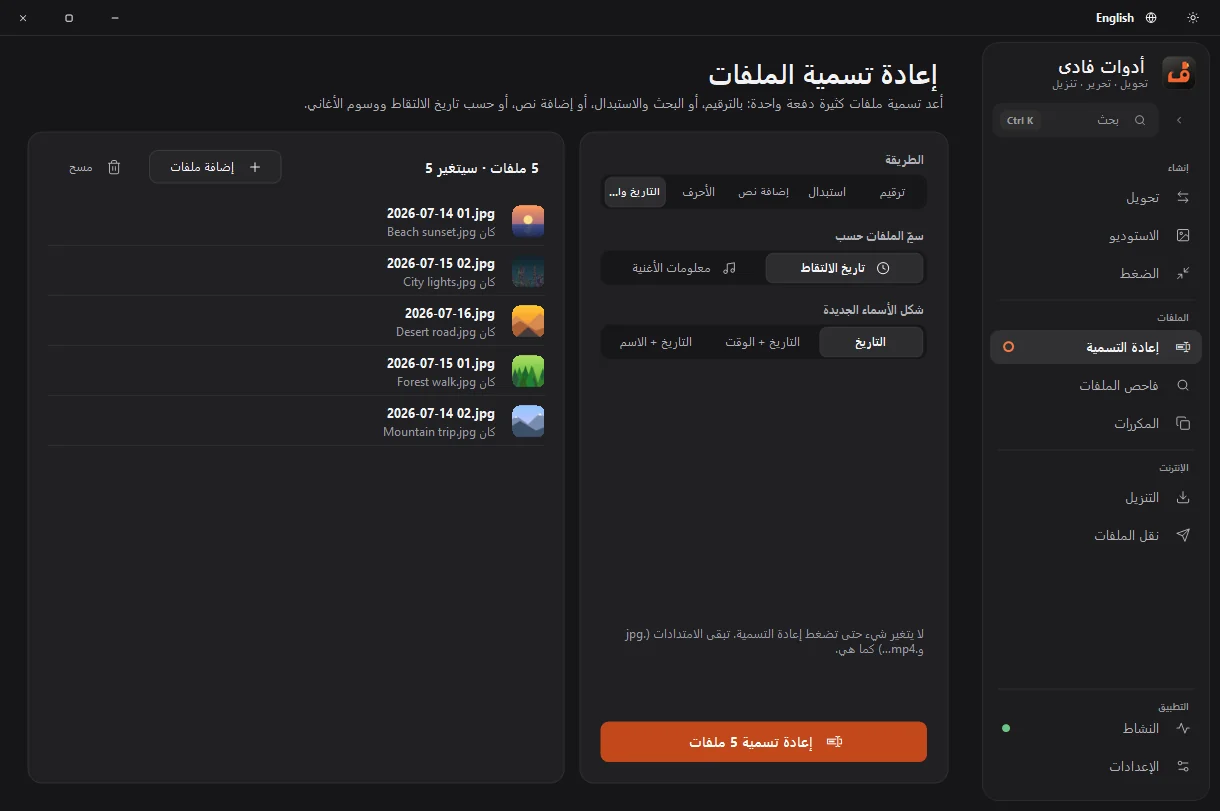 English
أدوات فادي
تحويل · تحرير · تنزيل
بحث
Ctrl K
إنشاء
تحويل
الاستوديو
الضغط
الملفات
إعادة التسمية
فاحص الملفات
المكررات
الإنترنت
التنزيل
نقل الملفات
التطبيق
النشاط
الإعدادات
إعادة تسمية الملفات
أعد تسمية ملفات كثيرة دفعة واحدة: بالترقيم، أو البحث والاستبدال، أو إضافة نص، أو حسب تاريخ الالتقاط ووسوم الأغاني.
الطريقة
ترقيم
استبدال
إضافة نص
الأحرف
التاريخ وا...
سمّ الملفات حسب
تاريخ الالتقاط
معلومات الأغنية
شكل الأسماء الجديدة
التاريخ
التاريخ + الوقت
التاريخ + الاسم
لا يتغير شيء حتى تضغط إعادة التسمية. تبقى الامتدادات (.jpg
و.mp4...) كما هي.
إعادة تسمية 5 ملفات
5 ملفات · سيتغير 5
إضافة ملفات
مسح
2026-07-14 01.jpg
كان Beach sunset.jpg
2026-07-15 02.jpg
كان City lights.jpg
2026-07-16.jpg
كان Desert road.jpg
2026-07-15 01.jpg
كان Forest walk.jpg
2026-07-14 02.jpg
كان Mountain trip.jpg